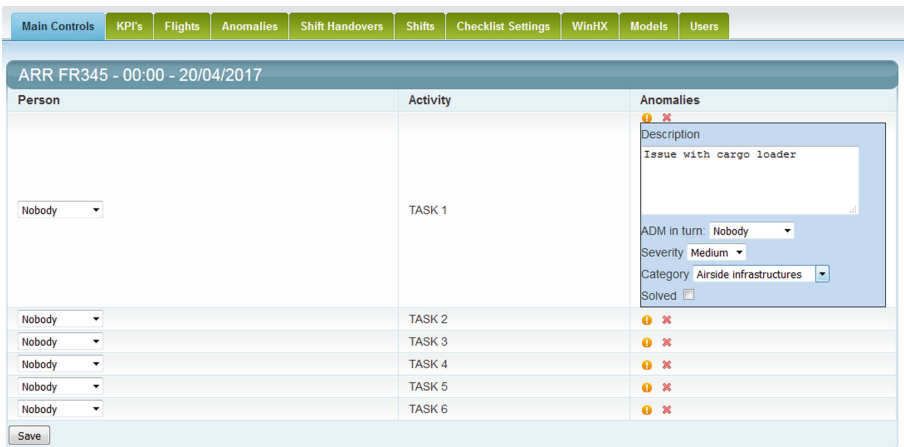 Main Controls KPI's Flights Anomalies Shift Handovers Shifts Checklist Settings WinHX Models Users
ARR FR345 - 00:00 - 20/04/2017
Person Activity Anomalies
Description
Issue with cargo loader
Nobody TASK 1
ADM in turn: Nobody
Severity Medium
Category Airside infrastructures
Solved
Nobody TASK 2
Nobody TASK 3
Nobody TASK 4
Nobody TASK 5
Nobody TASK 6
Save